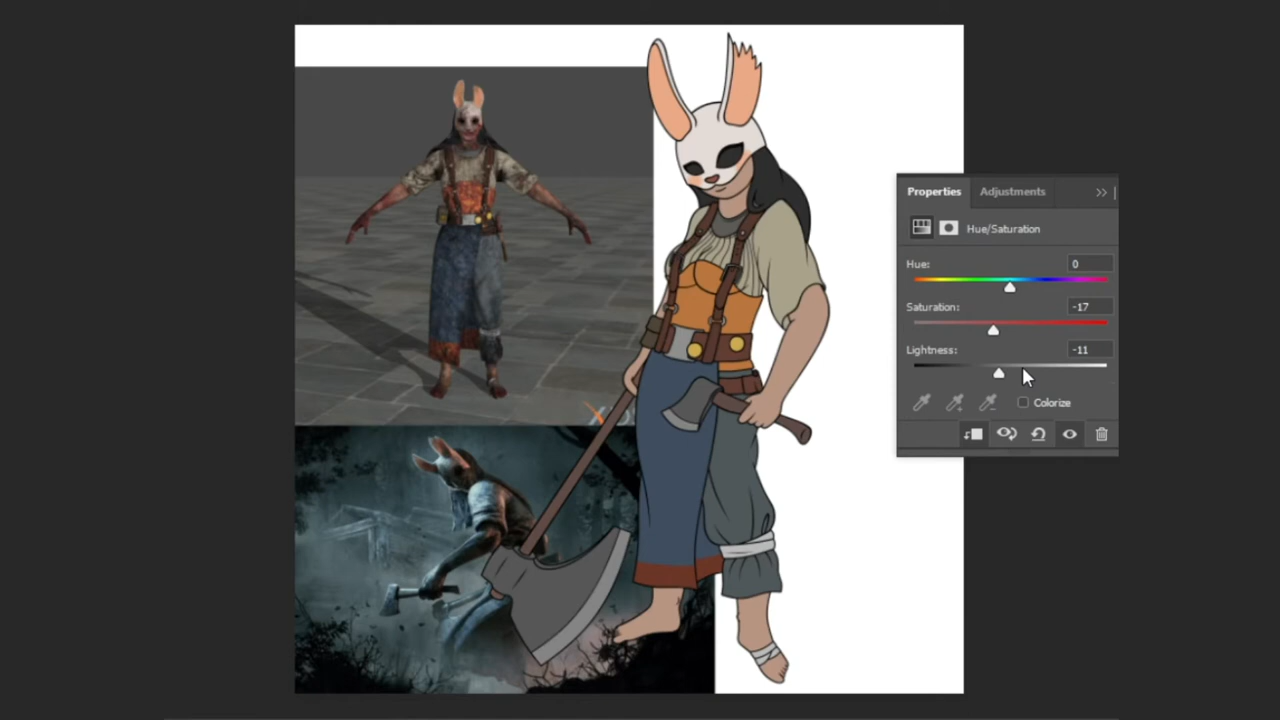 Properties Adjustments
Hue/Saturation
Hue: 0
Saturation: -17
Lightness: -11
Colorize